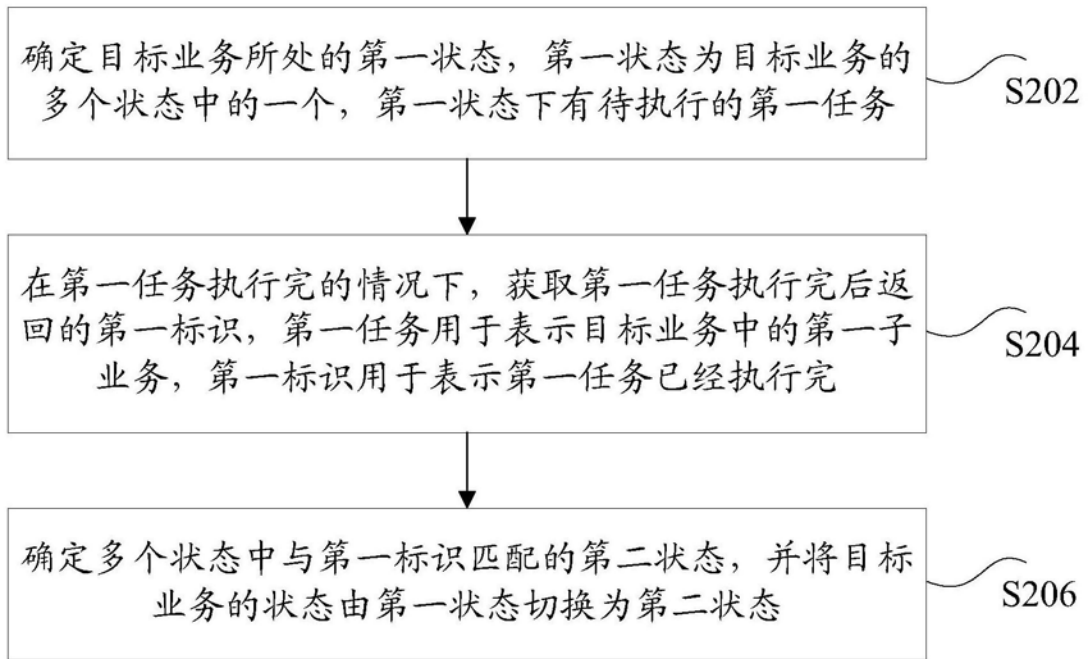 确定目标业务所处的第一状态，第一状态为目标业务的
多个状态中的一个，第一状态下有待执行的第一任务
S202
在第一任务执行完的情况下，获取第一任务执行完后返
回的第一标识，第一任务用于表示目标业务中的第一子
业务，第一标识用于表示第一任务已经执行完
S204
确定多个状态中与第一标识匹配的第二状态，并将目标
业务的状态由第一状态切换为第二状态
S206